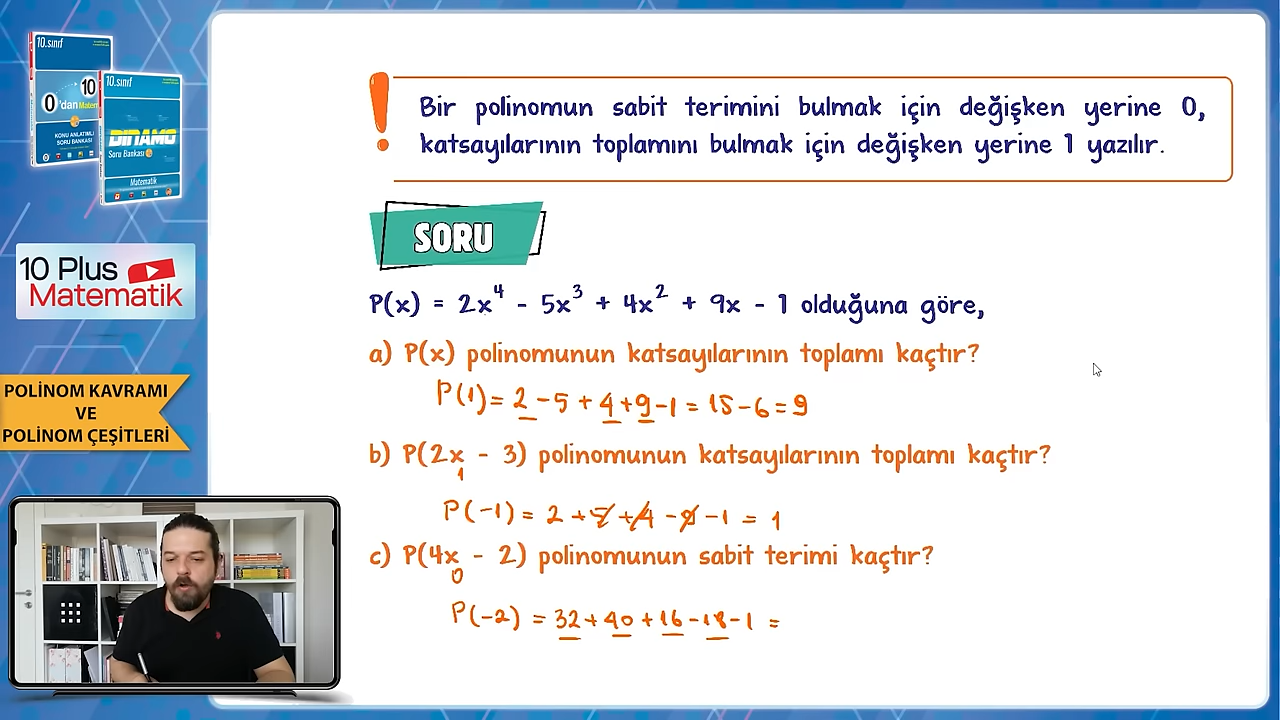 10.sınıf
0'dan 10
Matem
KONU ANLATIMLI
SORU BANKASI
10.sınıf
DİNAMO
Soru Bankası
Matematik
10 Plus
Matematik
POLİNOM KAVRAMI
VE
POLİNOM ÇEŞİTLERİ
! Bir polinomun sabit terimini bulmak için değişken yerine 0,
katsayılarının toplamını bulmak için değişken yerine 1 yazılır.
SORU
P(x) = 2x⁴ - 5x³ + 4x² + 9x - 1 olduğuna göre,
a) P(x) polinomunun katsayılarının toplamı kaçtır?
P(1) = 2 - 5 + 4 + 9 - 1 = 15 - 6 = 9
b) P(2x - 3) polinomunun katsayılarının toplamı kaçtır?
1
P(-1) = 2 + 5 + 4 - 9 - 1 = 1
c) P(4x - 2) polinomunun sabit terimi kaçtır?
0
P(-2) = 32 + 40 + 16 - 18 - 1 =